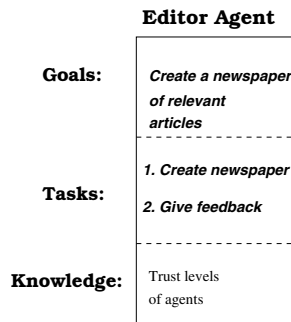 Editor Agent
Goals:
Create a newspaper
of relevant
articles
Tasks:
1. Create newspaper
2. Give feedback
Knowledge:
Trust levels
of agents